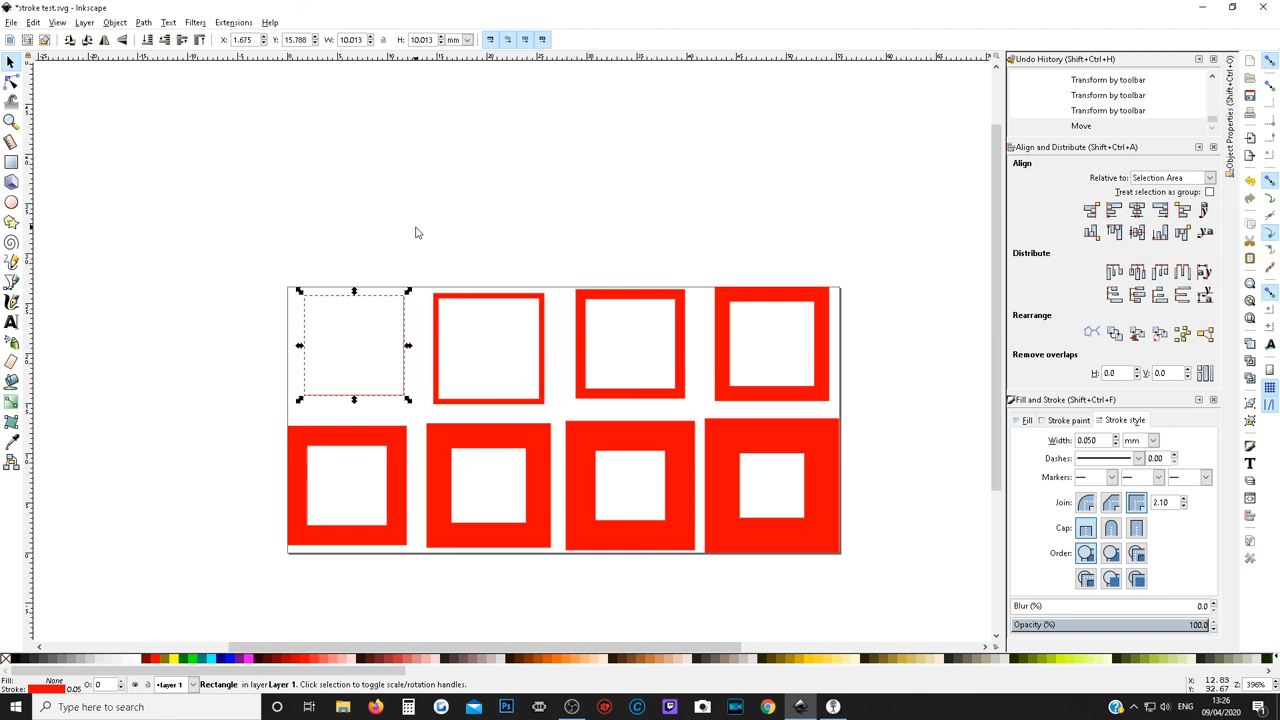 *stroke test.svg - Inkscape
File Edit View Layer Object Path Text Filters Extensions Help
X: 1.675 Y: 15.788 W: 10.013 H: 10.013 mm
Undo History (Shift+Ctrl+H)
Transform by toolbar
Transform by toolbar
Transform by toolbar
Move
Object Properties (Shift+Ctrl+O)
Align and Distribute (Shift+Ctrl+A)
Align
Relative to: Selection Area
Treat selection as group:
Distribute
Rearrange
Remove overlaps
H: 0.0 V: 0.0
Fill and Stroke (Shift+Ctrl+F)
Fill Stroke paint Stroke style
Width: 0.050 mm
Dashes: 0.00
Markers:
Join: 2.10
Cap:
Order:
Blur (%) 0.0
Opacity (%) 100.0
Fill: None
Stroke: 0.05 O: 0 Layer 1 Rectangle in layer Layer 1. Click selection to toggle scale/rotation handles.
X: 12.83
Y: 32.67
Z: 396%
Type here to search
ENG
13:26
09/04/2020